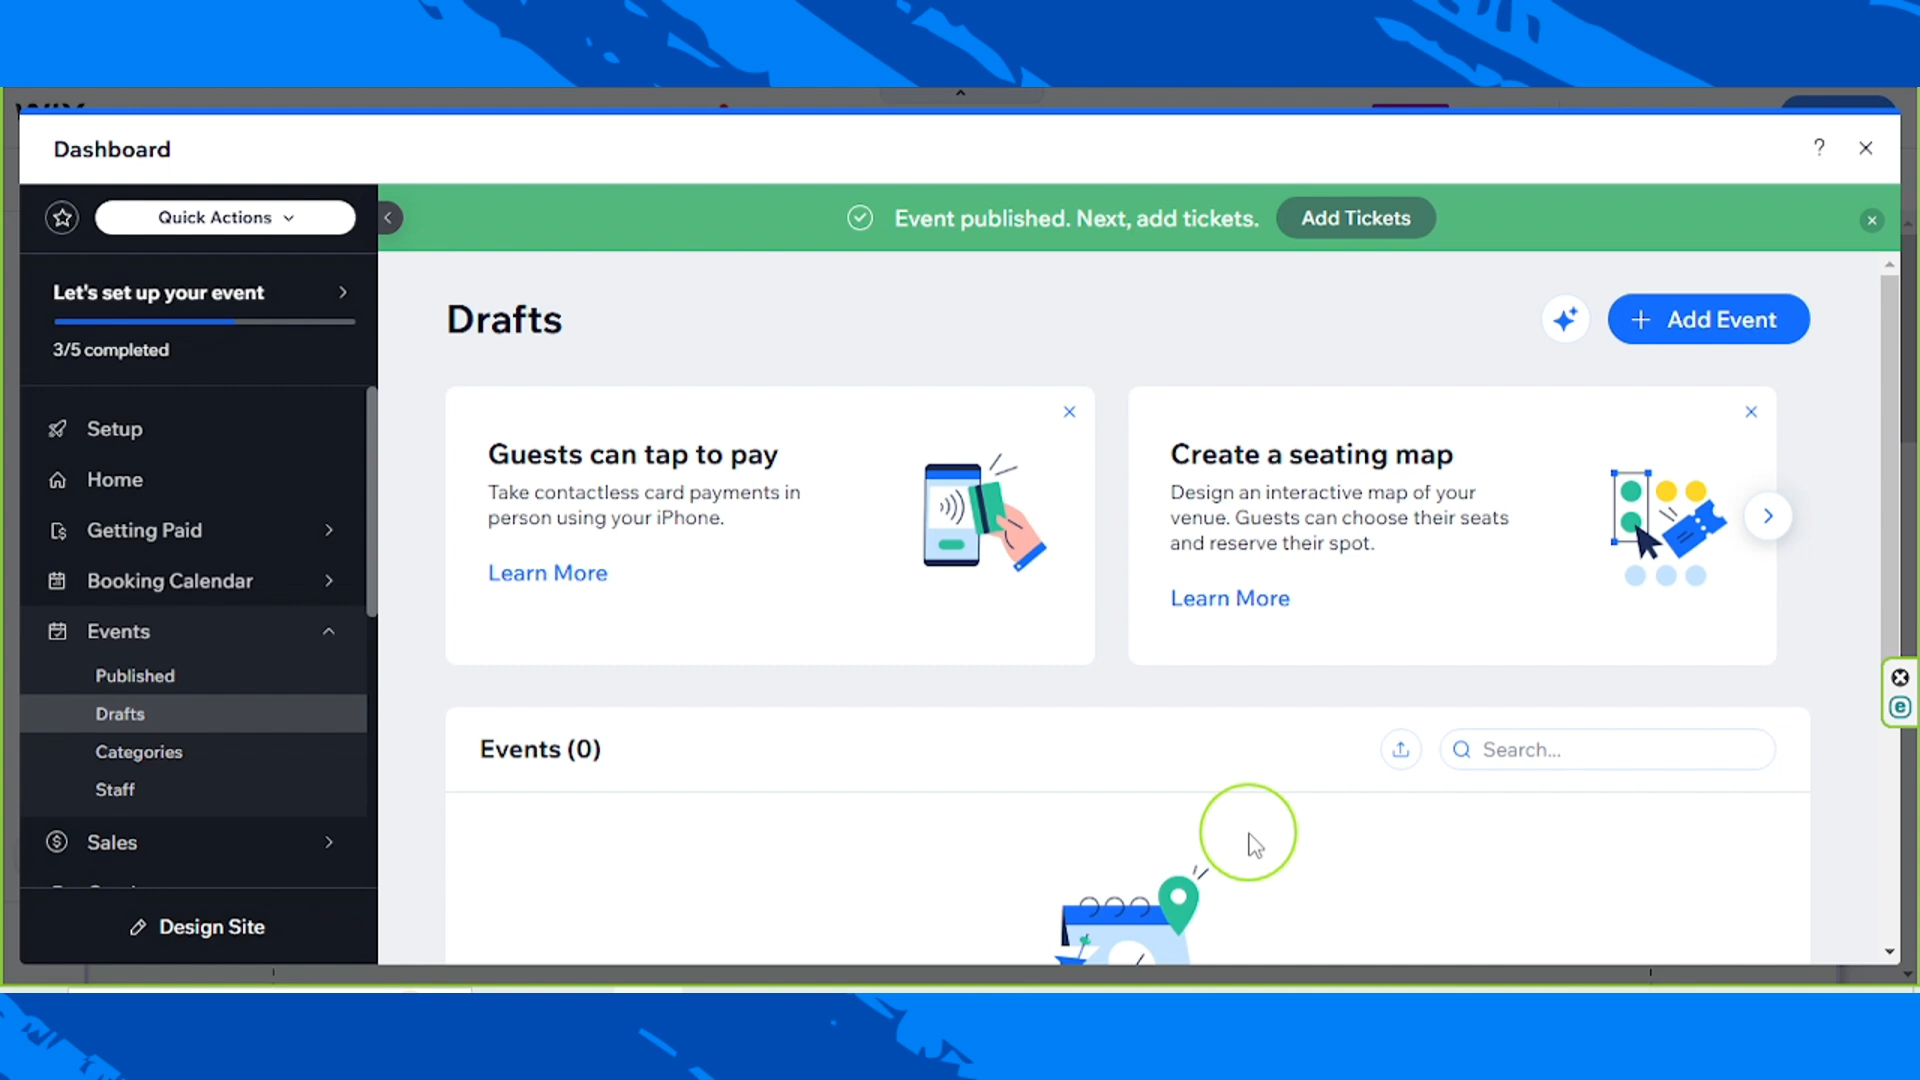 Dashboard
?
Quick Actions
Event published. Next, add tickets.
Add Tickets
Let's set up your event
3/5 completed
Drafts
+ Add Event
Setup
Home
Getting Paid
Booking Calendar
Events
Published
Drafts
Categories
Staff
Sales
Design Site
Guests can tap to pay
Take contactless card payments in
person using your iPhone.
Learn More
Create a seating map
Design an interactive map of your
venue. Guests can choose their seats
and reserve their spot.
Learn More
Events (0)
Search...